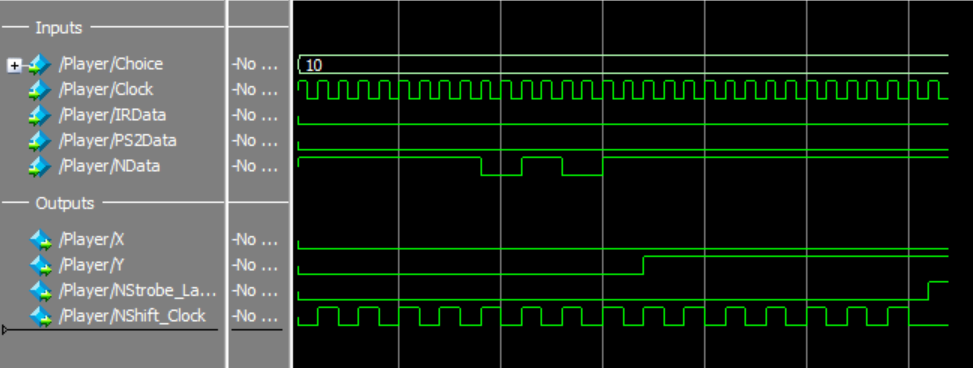 Inputs
/Player/Choice -No ... 10
/Player/Clock -No ...
/Player/IRData -No ...
/Player/PS2Data -No ...
/Player/NData -No ...
Outputs
/Player/X -No ...
/Player/Y -No ...
/Player/NStrobe_La... -No ...
/Player/NShift_Clock -No ...